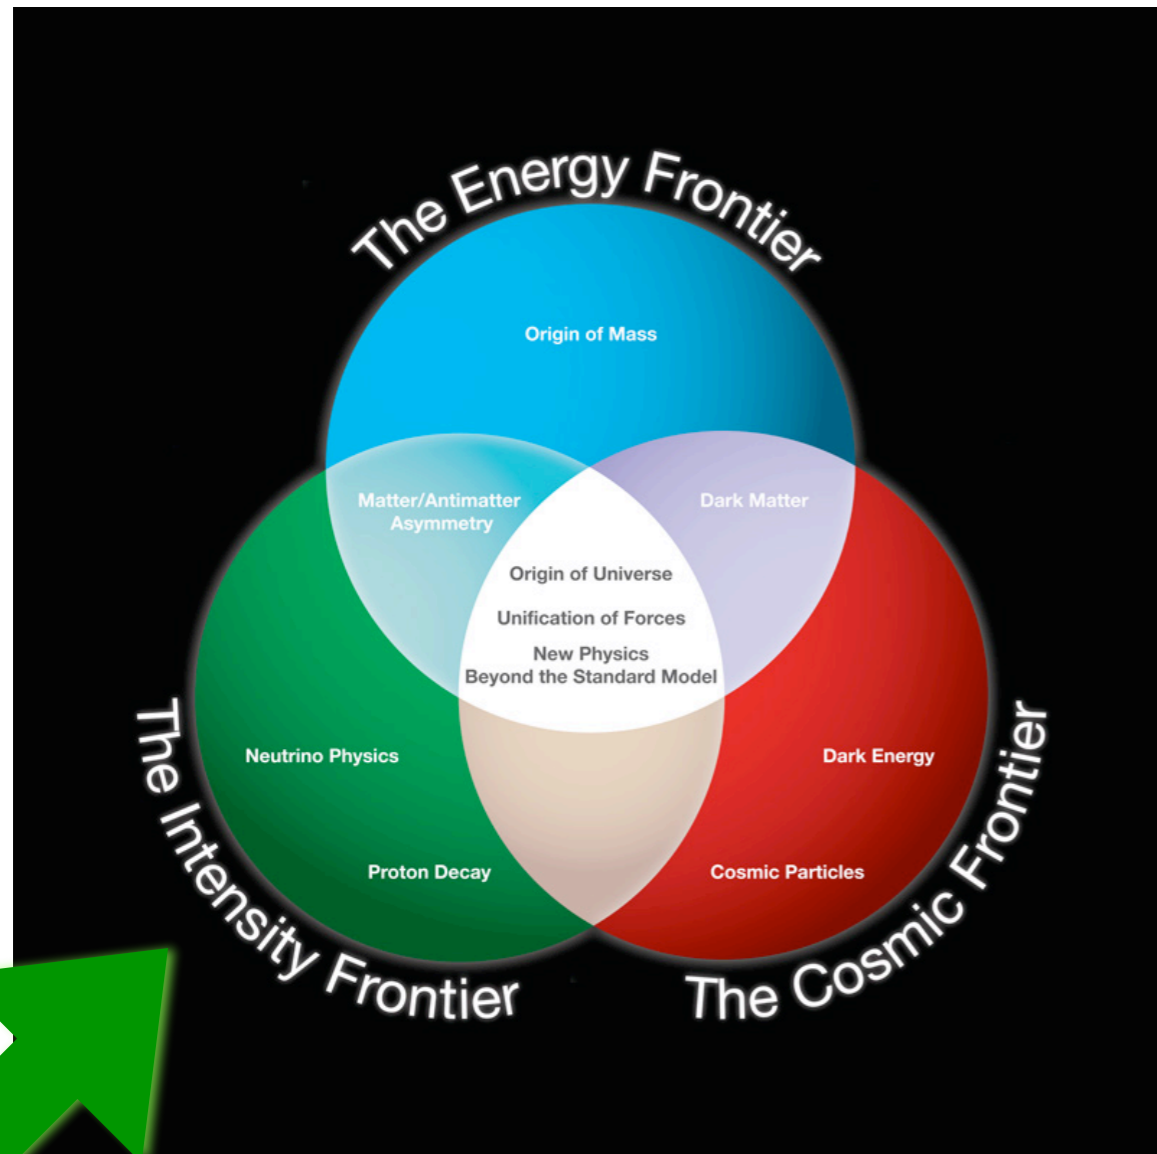 The Energy Frontier
Origin of Mass
Matter/Antimatter
Asymmetry
Dark Matter
Origin of Universe
Unification of Forces
New Physics
Beyond the Standard Model
Neutrino Physics
Dark Energy
Proton Decay
Cosmic Particles
The Intensity Frontier
The Cosmic Frontier